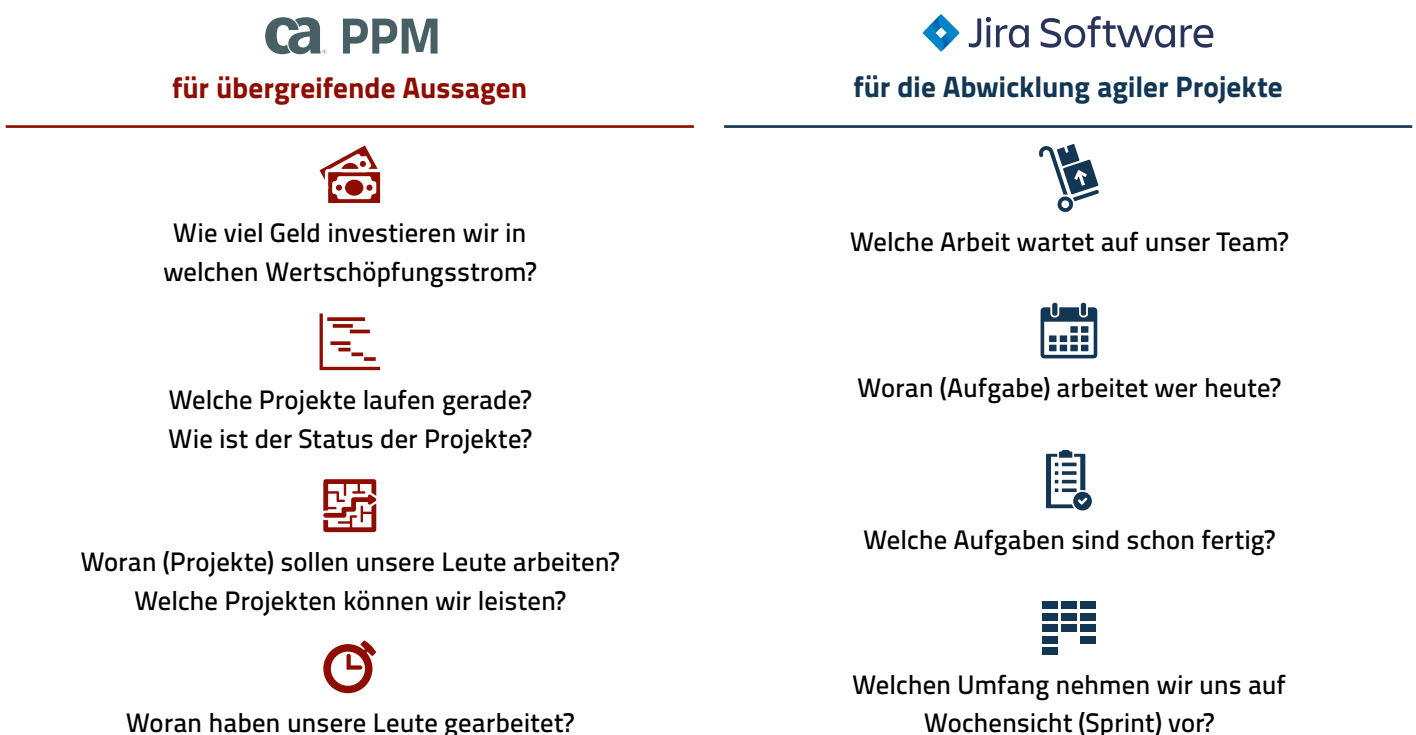 ca. PPM
für übergreifende Aussagen
Wie viel Geld investieren wir in
welchen Wertschöpfungsstrom?
Welche Projekte laufen gerade?
Wie ist der Status der Projekte?
Woran (Projekte) sollen unsere Leute arbeiten?
Welche Projekten können wir leisten?
Woran haben unsere Leute gearbeitet?
Jira Software
für die Abwicklung agiler Projekte
Welche Arbeit wartet auf unser Team?
Woran (Aufgabe) arbeitet wer heute?
Welche Aufgaben sind schon fertig?
Welchen Umfang nehmen wir uns auf
Wochensicht (Sprint) vor?